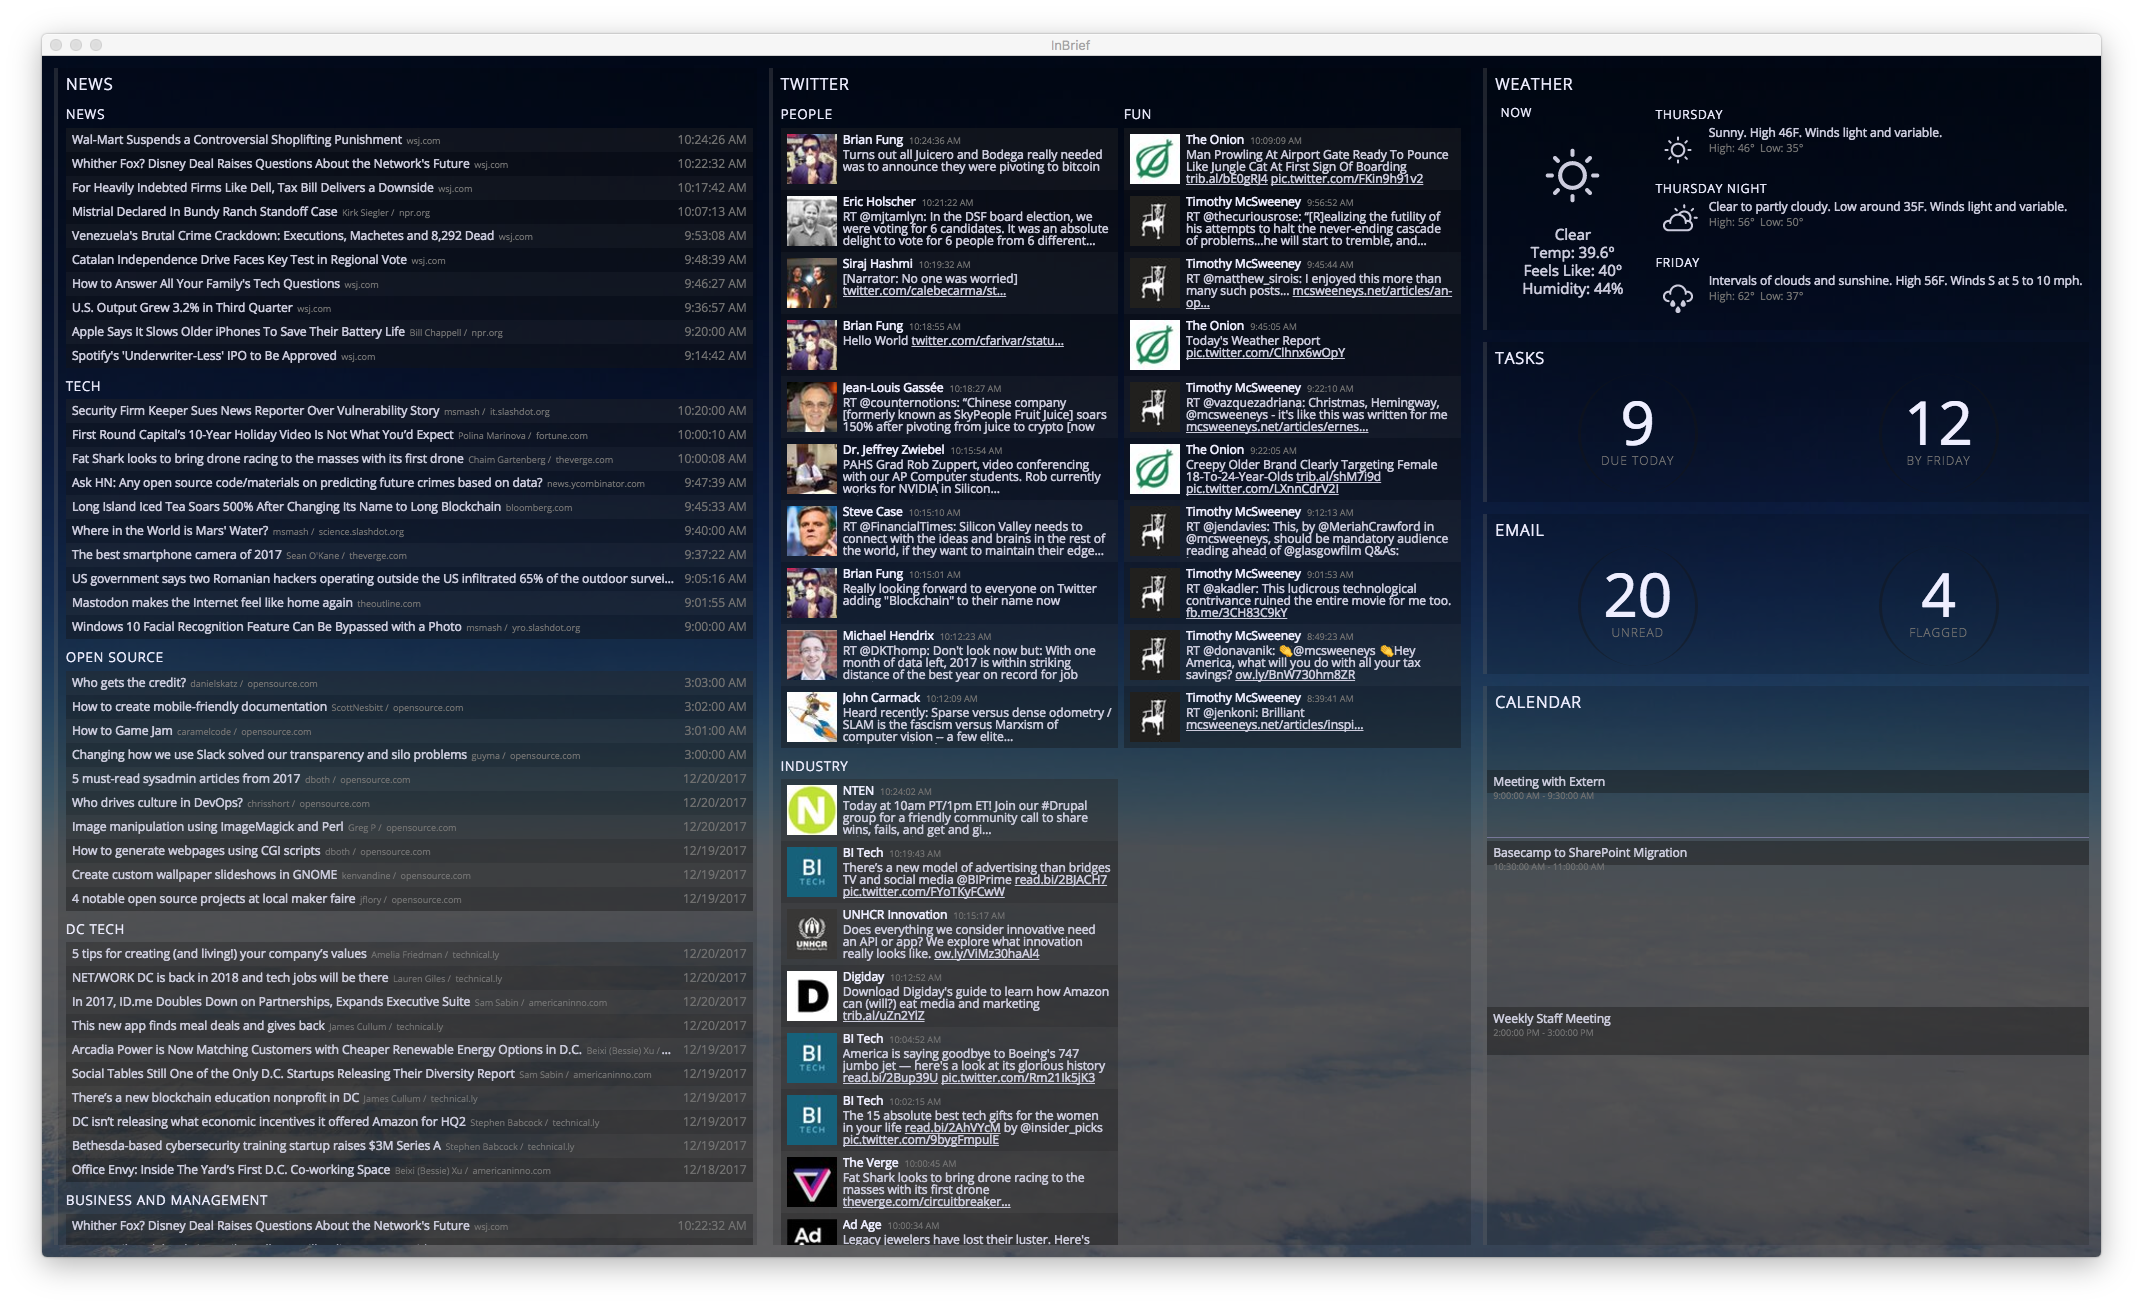 InBrief
NEWS
NEWS
Wal-Mart Suspends a Controversial Shoplifting Punishment wsj.com 10:24:26 AM
Whither Fox? Disney Deal Raises Questions About the Network's Future wsj.com 10:22:32 AM
For Heavily Indebted Firms Like Dell, Tax Bill Delivers a Downside wsj.com 10:17:42 AM
Mistrial Declared In Bundy Ranch Standoff Case Kirk Siegler / npr.org 10:07:13 AM
Venezuela's Brutal Crime Crackdown: Executions, Machetes and 8,292 Dead wsj.com 9:53:08 AM
Catalan Independence Drive Faces Key Test in Regional Vote wsj.com 9:48:39 AM
How to Answer All Your Family's Tech Questions wsj.com 9:46:27 AM
U.S. Output Grew 3.2% in Third Quarter wsj.com 9:36:57 AM
Apple Says It Slows Older iPhones To Save Their Battery Life Bill Chappell / npr.org 9:20:00 AM
Spotify's 'Underwriter-Less' IPO to Be Approved wsj.com 9:14:42 AM
TECH
Security Firm Keeper Sues News Reporter Over Vulnerability Story msmash / it.slashdot.org 10:20:00 AM
First Round Capital's 10-Year Holiday Video Is Not What You'd Expect Polina Marinova / fortune.com 10:00:10 AM
Fat Shark looks to bring drone racing to the masses with its first drone Chaim Gartenberg / theverge.com 10:00:08 AM
Ask HN: Any open source code/materials on predicting future crimes based on data? news.ycombinator.com 9:47:39 AM
Long Island Iced Tea Soars 500% After Changing Its Name to Long Blockchain bloomberg.com 9:45:33 AM
Where in the World is Mars' Water? msmash / science.slashdot.org 9:40:00 AM
The best smartphone camera of 2017 Sean O'Kane / theverge.com 9:37:22 AM
US government says two Romanian hackers operating outside the US infiltrated 65% of the outdoor survei... 9:05:16 AM
Mastodon makes the Internet feel like home again theoutline.com 9:01:55 AM
Windows 10 Facial Recognition Feature Can Be Bypassed with a Photo msmash / yro.slashdot.org 9:00:00 AM
OPEN SOURCE
Who gets the credit? danielskatz / opensource.com 3:03:00 AM
How to create mobile-friendly documentation ScottNesbitt / opensource.com 3:02:00 AM
How to Game Jam caramelcode / opensource.com 3:01:00 AM
Changing how we use Slack solved our transparency and silo problems guyma / opensource.com 3:00:00 AM
5 must-read sysadmin articles from 2017 dboth / opensource.com 12/20/2017
Who drives culture in DevOps? chrisshort / opensource.com 12/20/2017
Image manipulation using ImageMagick and Perl Greg P / opensource.com 12/20/2017
How to generate webpages using CGI scripts dboth / opensource.com 12/19/2017
Create custom wallpaper slideshows in GNOME kenvandine / opensource.com 12/19/2017
4 notable open source projects at local maker faire jflory / opensource.com 12/19/2017
DC TECH
5 tips for creating (and living!) your company's values Amelia Friedman / technical.ly 12/20/2017
NET/WORK DC is back in 2018 and tech jobs will be there Lauren Giles / technical.ly 12/20/2017
In 2017, ID.me Doubles Down on Partnerships, Expands Executive Suite Sam Sabin / americaninno.com 12/20/2017
This new app finds meal deals and gives back James Cullum / technical.ly 12/20/2017
Arcadia Power is Now Matching Customers with Cheaper Renewable Energy Options in D.C. Beixi (Bessie) Xu / ... 12/19/2017
Social Tables Still One of the Only D.C. Startups Releasing Their Diversity Report Sam Sabin / americaninno.com 12/19/2017
There's a new blockchain education nonprofit in DC James Cullum / technical.ly 12/19/2017
DC isn't releasing what economic incentives it offered Amazon for HQ2 Stephen Babcock / technical.ly 12/19/2017
Bethesda-based cybersecurity training startup raises $3M Series A Stephen Babcock / technical.ly 12/19/2017
Office Envy: Inside The Yard's First D.C. Co-working Space Beixi (Bessie) Xu / americaninno.com 12/18/2017
BUSINESS AND MANAGEMENT
Whither Fox? Disney Deal Raises Questions About the Network's Future wsj.com 10:22:32 AM
TWITTER
PEOPLE
Brian Fung 10:24:36 AM
Turns out all Juicero and Bodega really needed
was to announce they were pivoting to bitcoin
Eric Holscher 10:21:22 AM
RT @mjtamlyn: In the DSF board election, we
were voting for 6 candidates. It was an absolute
delight to vote for 6 people from 6 different...
Siraj Hashmi 10:19:32 AM
[Narrator: No one was worried]
twitter.com/calebecarma/st...
Brian Fung 10:18:55 AM
Hello World twitter.com/cfarivar/statu...
Jean-Louis Gassée 10:18:27 AM
RT @counternotions: “Chinese company
[formerly known as SkyPeople Fruit Juice] soars
150% after pivoting from juice to crypto [now
Dr. Jeffrey Zwiebel 10:15:54 AM
PAHS Grad Rob Zuppert, video conferencing
with our AP Computer students. Rob currently
works for NVIDIA in Silicon...
Steve Case 10:15:10 AM
RT @FinancialTimes: Silicon Valley needs to
connect with the ideas and brains in the rest of
the world, if they want to maintain their edge...
Brian Fung 10:15:01 AM
Really looking forward to everyone on Twitter
adding "Blockchain" to their name now
Michael Hendrix 10:12:23 AM
RT @DKThomp: Don't look now but: With one
month of data left, 2017 is within striking
distance of the best year on record for job
John Carmack 10:12:09 AM
Heard recently: Sparse versus dense odometry /
SLAM is the fascism versus Marxism of
computer vision -- a few elite...
FUN
The Onion 10:09:09 AM
Man Prowling At Airport Gate Ready To Pounce
Like Jungle Cat At First Sign Of Boarding
trib.al/bE0gRJ4 pic.twitter.com/FKin9h91v2
Timothy McSweeney 9:56:52 AM
RT @thecuriousrose: “[R]ealizing the futility of
his attempts to halt the never-ending cascade
of problems...he will start to tremble, and...
Timothy McSweeney 9:45:44 AM
RT @matthew_sirois: I enjoyed this more than
many such posts... mcsweeneys.net/articles/an-
op...
The Onion 9:45:05 AM
Today's Weather Report
pic.twitter.com/Clhnx6wOpY
Timothy McSweeney 9:22:10 AM
RT @vazquezadriana: Christmas, Hemingway,
@mcsweeneys - it's like this was written for me
mcsweeneys.net/articles/ernes...
The Onion 9:22:05 AM
Creepy Older Brand Clearly Targeting Female
18-To-24-Year-Olds trib.al/shM7I9d
pic.twitter.com/LXnnCdrV2I
Timothy McSweeney 9:12:13 AM
RT @jendavies: This, by @MeriahCrawford in
@mcsweeneys, should be mandatory audience
reading ahead of @glasgowfilm Q&As:
Timothy McSweeney 9:01:53 AM
RT @akadler: This ludicrous technological
contrivance ruined the entire movie for me too.
fb.me/3CH83C9kY
Timothy McSweeney 8:49:23 AM
RT @donavanik: 👏@mcsweeneys 👏Hey
America, what will you do with all your tax
savings? ow.ly/BnW730hm8ZR
Timothy McSweeney 8:39:41 AM
RT @jenkoni: Brilliant
mcsweeneys.net/articles/inspi...
INDUSTRY
N
NTEN 10:24:02 AM
Today at 10am PT/1pm ET! Join our #Drupal
group for a friendly community call to share
wins, fails, and get and gi...
BI TECH
BI Tech 10:19:43 AM
There's a new model of advertising than bridges
TV and social media @BIPrime read.bi/2BJACH7
pic.twitter.com/FYoTKyFCwW
UNHCR
UNHCR Innovation 10:15:17 AM
Does everything we consider innovative need
an API or app? We explore what innovation
really looks like. ow.ly/ViMz30haAl4
D
Digiday 10:12:52 AM
Download Digiday's guide to learn how Amazon
can (will?) eat media and marketing
trib.al/uZn2YlZ
BI TECH
BI Tech 10:04:52 AM
America is saying goodbye to Boeing's 747
jumbo jet — here's a look at its glorious history
read.bi/2Bup39U pic.twitter.com/Rm21Ik5jK3
BI TECH
BI Tech 10:02:15 AM
The 15 absolute best tech gifts for the women
in your life read.bi/2AhVYcM by @insider_picks
pic.twitter.com/9bygFmpulE
The Verge 10:00:45 AM
Fat Shark looks to bring drone racing to the
masses with its first drone
theverge.com/circuitbreaker...
Ad
Ad Age 10:00:34 AM
Legacy jewelers have lost their luster. Here's
WEATHER
NOW
Clear
Temp: 39.6°
Feels Like: 40°
Humidity: 44%
THURSDAY
Sunny. High 46F. Winds light and variable.
High: 46° Low: 35°
THURSDAY NIGHT
Clear to partly cloudy. Low around 35F. Winds light and variable.
High: 56° Low: 50°
FRIDAY
Intervals of clouds and sunshine. High 56F. Winds S at 5 to 10 mph.
High: 62° Low: 37°
TASKS
9 12
DUE TODAY BY FRIDAY
EMAIL
20 4
UNREAD FLAGGED
CALENDAR
Meeting with Extern
9:00:00 AM - 9:30:00 AM
Basecamp to SharePoint Migration
10:30:00 AM - 11:00:00 AM
Weekly Staff Meeting
2:00:00 PM - 3:00:00 PM